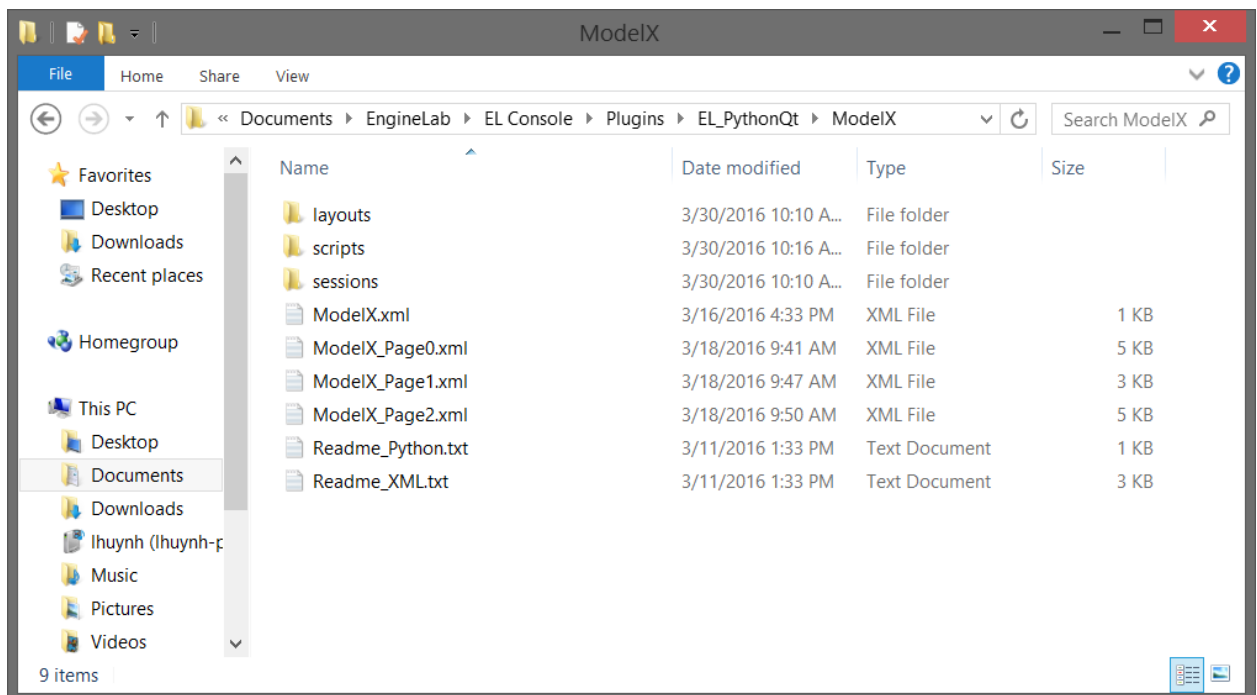 ModelX
File Home Share View
« Documents EngineLab EL Console Plugins EL_PythonQt ModelX Search ModelX
Favorites
Desktop
Downloads
Recent places
Homegroup
This PC
Desktop
Documents
Downloads
lhuynh (lhuynh-p
Music
Pictures
Videos
Name Date modified Type Size
layouts 3/30/2016 10:10 A... File folder
scripts 3/30/2016 10:16 A... File folder
sessions 3/30/2016 10:10 A... File folder
ModelX.xml 3/16/2016 4:33 PM XML File 1 KB
ModelX_Page0.xml 3/18/2016 9:41 AM XML File 5 KB
ModelX_Page1.xml 3/18/2016 9:47 AM XML File 3 KB
ModelX_Page2.xml 3/18/2016 9:50 AM XML File 5 KB
Readme_Python.txt 3/11/2016 1:33 PM Text Document 1 KB
Readme_XML.txt 3/11/2016 1:33 PM Text Document 3 KB
9 items